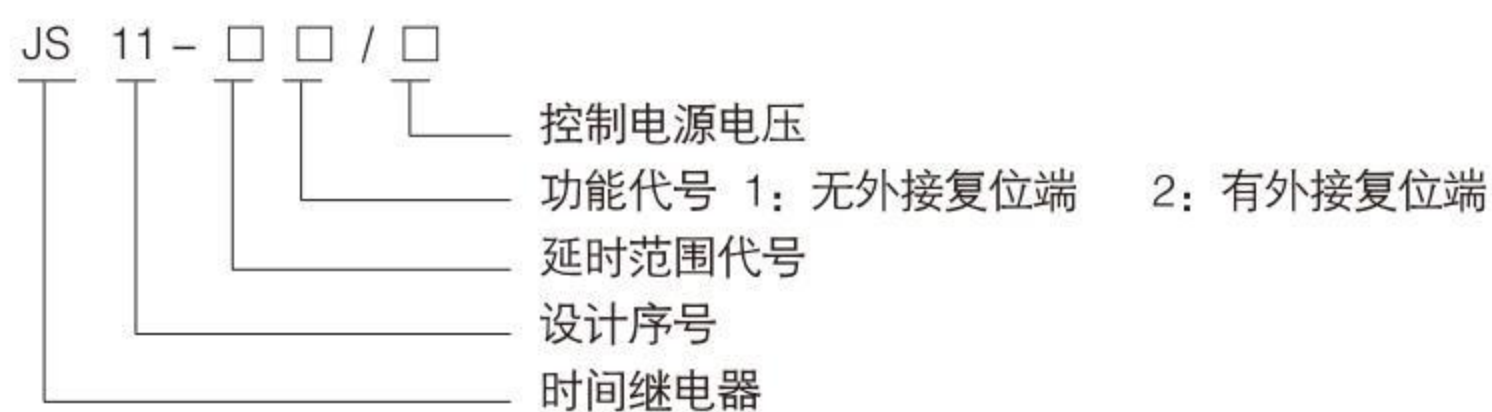 JS 11-□ □ / □
控制电源电压
功能代号 1：无外接复位端 2：有外接复位端
延时范围代号
设计序号
时间继电器